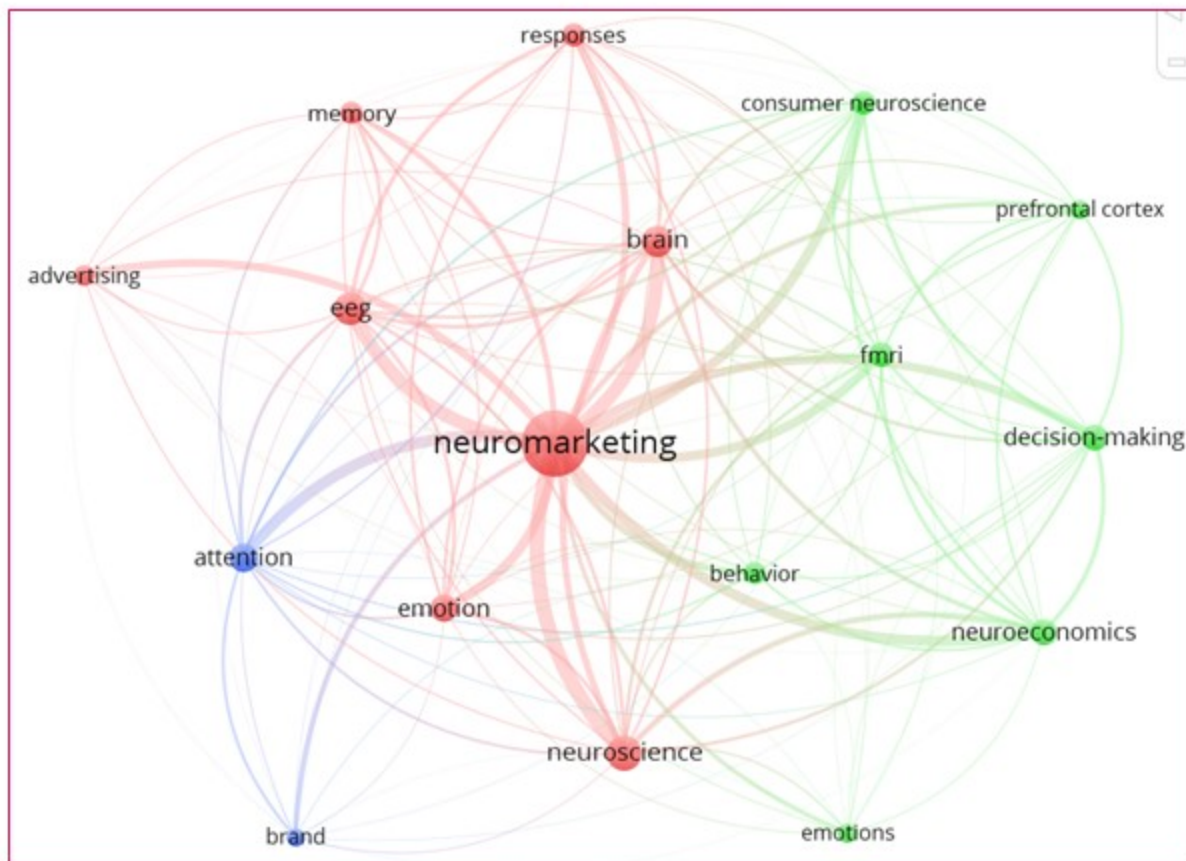 responses
consumer neuroscience
memory
prefrontal cortex
brain
advertising
eeg
fmri
neuromarketing
decision-making
attention
behavior
emotion
neuroeconomics
neuroscience
brand
emotions